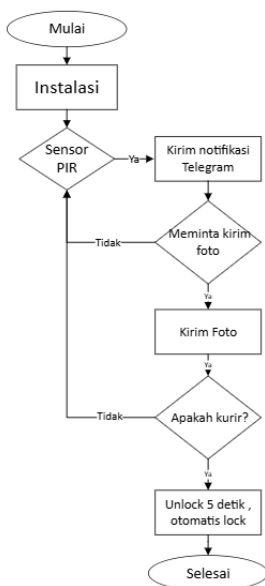 Mulai
Instalasi
Sensor
PIR
Ya
Kirim notifikasi
Telegram
Meminta kirim
foto
Tidak
Ya
Kirim Foto
Ya
Apakah kurir?
Tidak
Ya
Unlock 5 detik ,
otomatis lock
Selesai